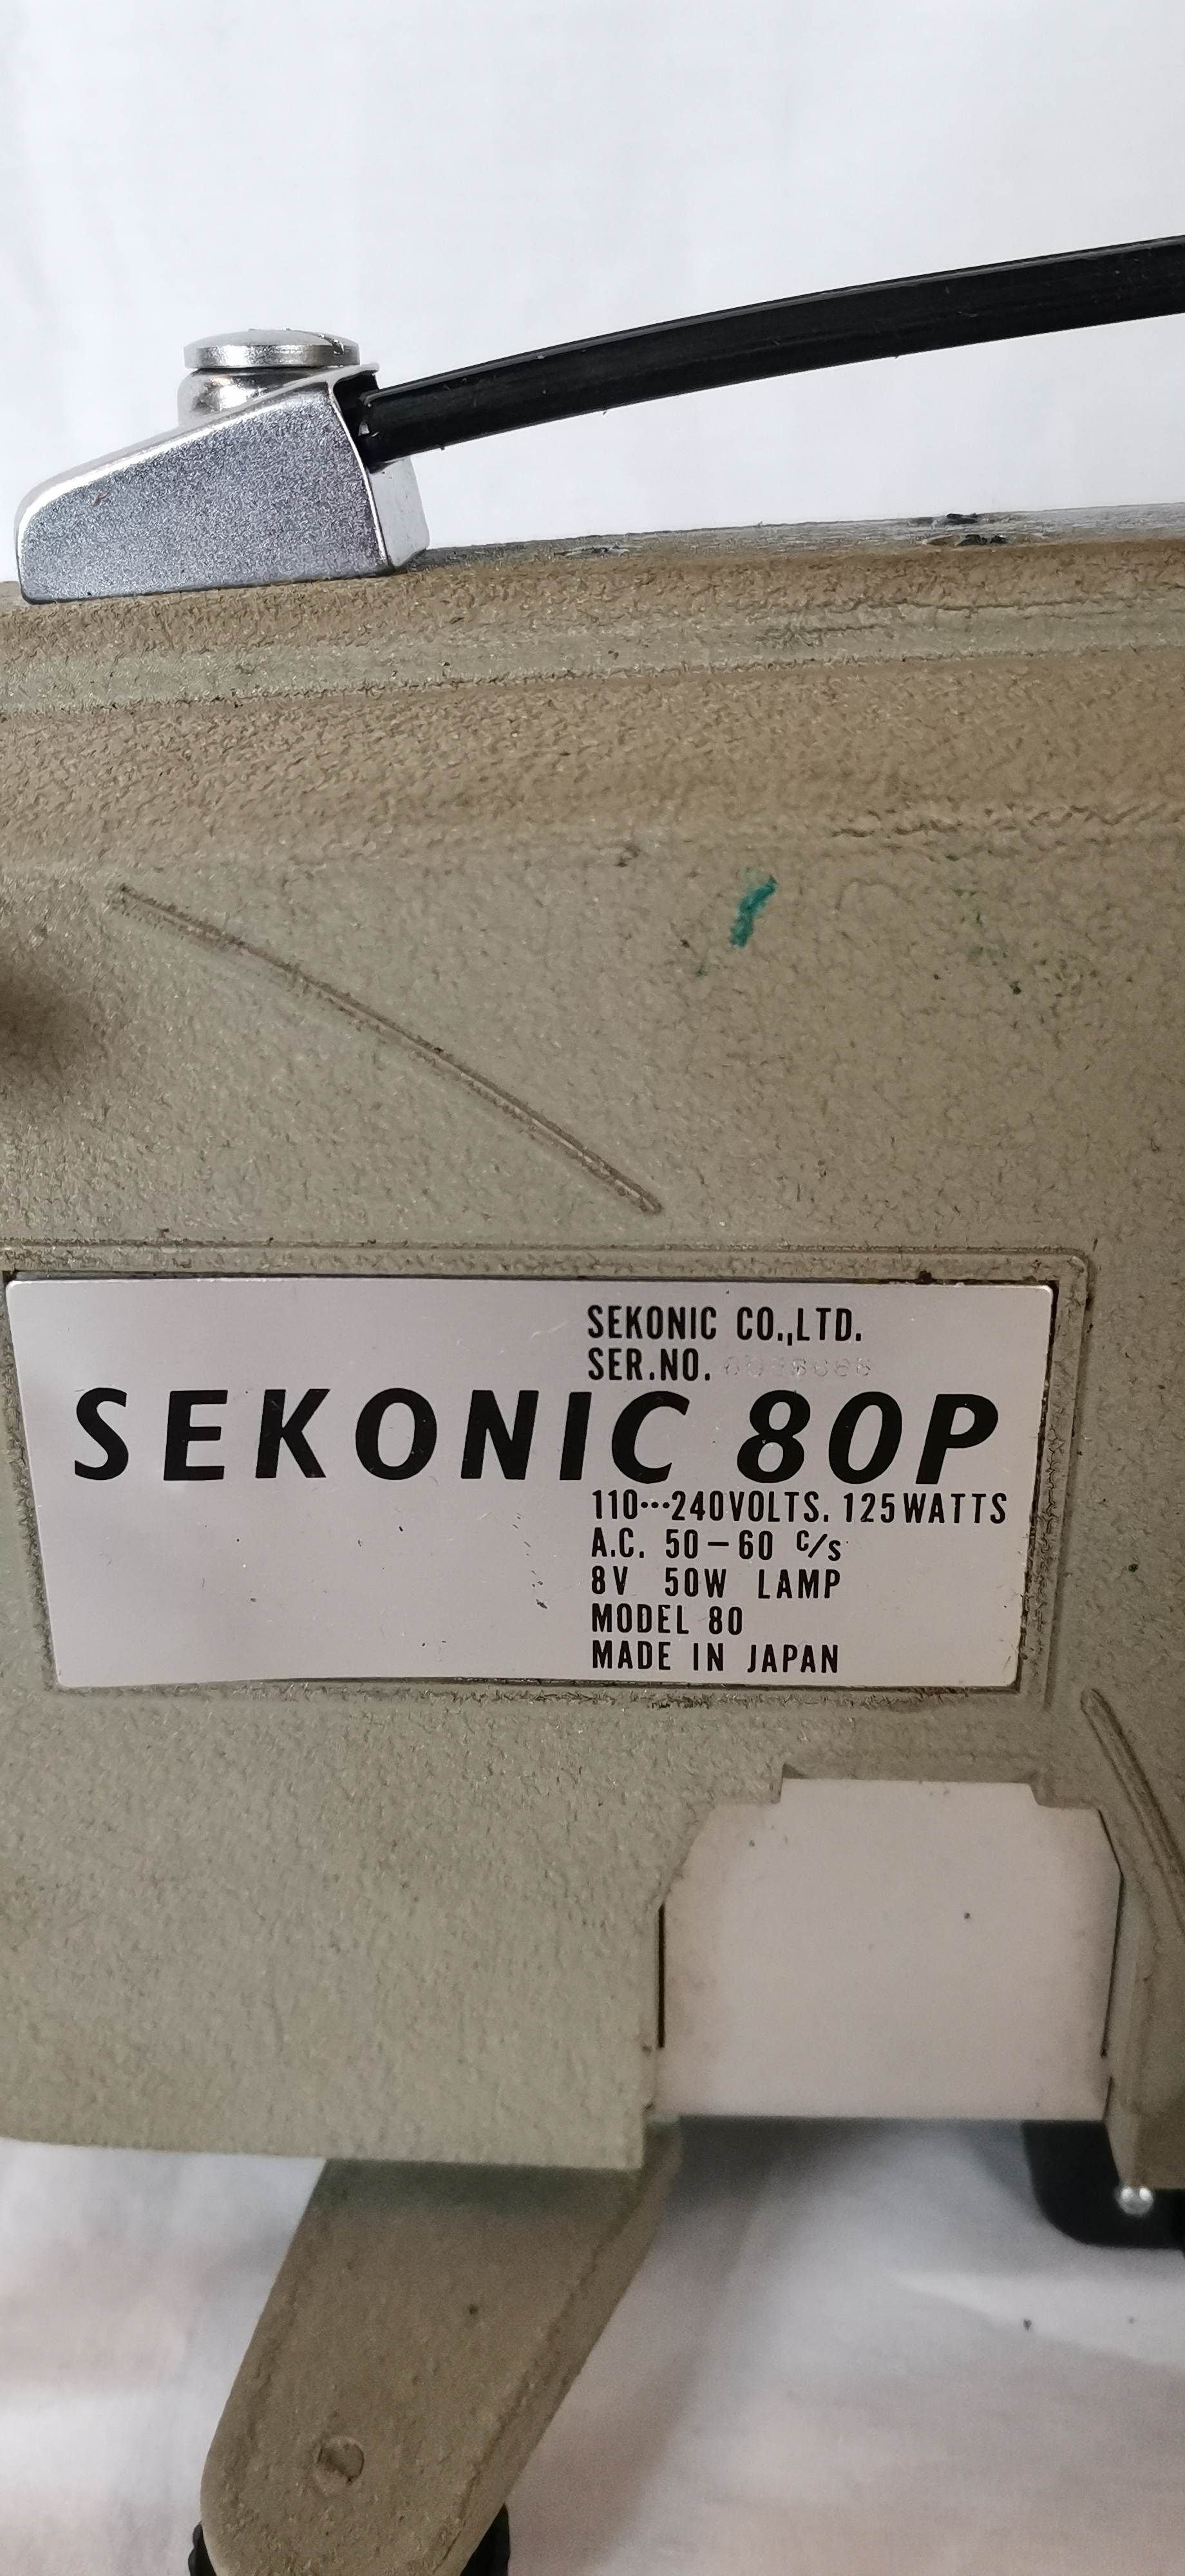 SEKONIC CO.,LTD.
SER.NO.
SEKONIC 80P
110···240VOLTS. 125WATTS
A.C. 50–60 c/s
8V 50W LAMP
MODEL 80
MADE IN JAPAN